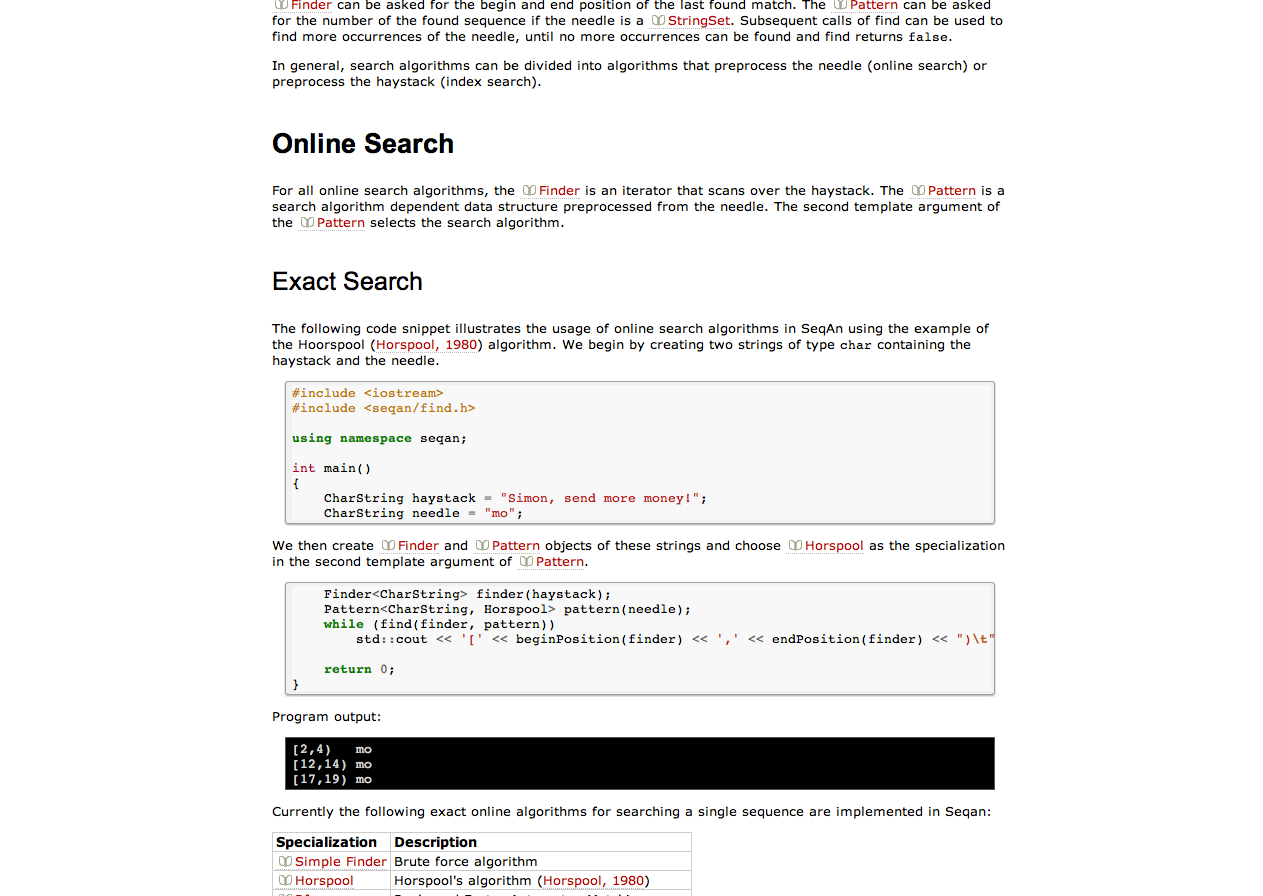 Finder can be asked for the begin and end position of the last found match. The Pattern can be asked
for the number of the found sequence if the needle is a StringSet. Subsequent calls of find can be used to
find more occurrences of the needle, until no more occurrences can be found and find returns false.
In general, search algorithms can be divided into algorithms that preprocess the needle (online search) or
preprocess the haystack (index search).
Online Search
For all online search algorithms, the Finder is an iterator that scans over the haystack. The Pattern is a
search algorithm dependent data structure preprocessed from the needle. The second template argument of
the Pattern selects the search algorithm.
Exact Search
The following code snippet illustrates the usage of online search algorithms in SeqAn using the example of
the Hoorspool (Horspool, 1980) algorithm. We begin by creating two strings of type char containing the
haystack and the needle.
#include <iostream>
#include <seqan/find.h>
using namespace seqan;
int main()
{
CharString haystack = "Simon, send more money!";
CharString needle = "mo";
We then create Finder and Pattern objects of these strings and choose Horspool as the specialization
in the second template argument of Pattern.
Finder<CharString> finder(haystack);
Pattern<CharString, Horspool> pattern(needle);
while (find(finder, pattern))
std::cout << '[' << beginPosition(finder) << ',' << endPosition(finder) << ")\t"
return 0;
}
Program output:
[2,4) mo
[12,14) mo
[17,19) mo
Currently the following exact online algorithms for searching a single sequence are implemented in Seqan:
Specialization Description
Simple Finder Brute force algorithm
Horspool Horspool's algorithm (Horspool, 1980)